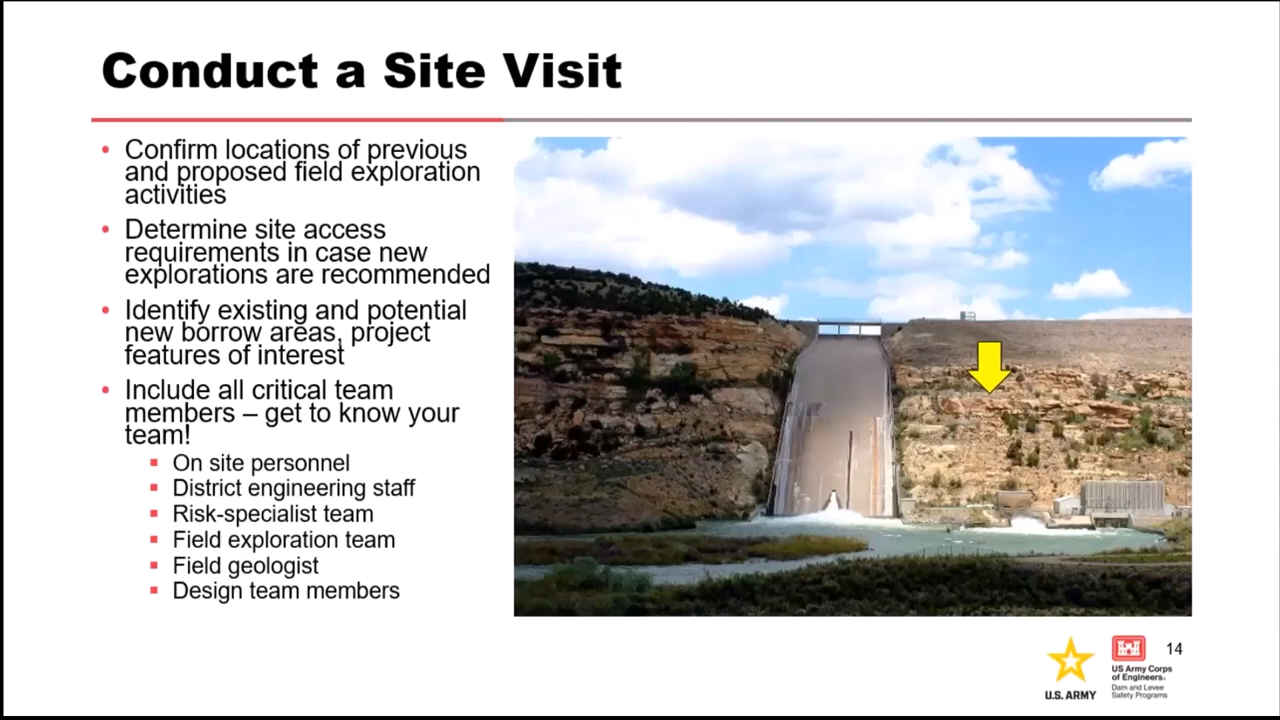 Conduct a Site Visit
• Confirm locations of previous
and proposed field exploration
activities
• Determine site access
requirements in case new
explorations are recommended
• Identify existing and potential
new borrow areas, project
features of interest
• Include all critical team
members – get to know your
team!
▪ On site personnel
▪ District engineering staff
▪ Risk-specialist team
▪ Field exploration team
▪ Field geologist
▪ Design team members
U.S. ARMY
US Army Corps
of Engineers®
Dam and Levee
Safety Programs
14